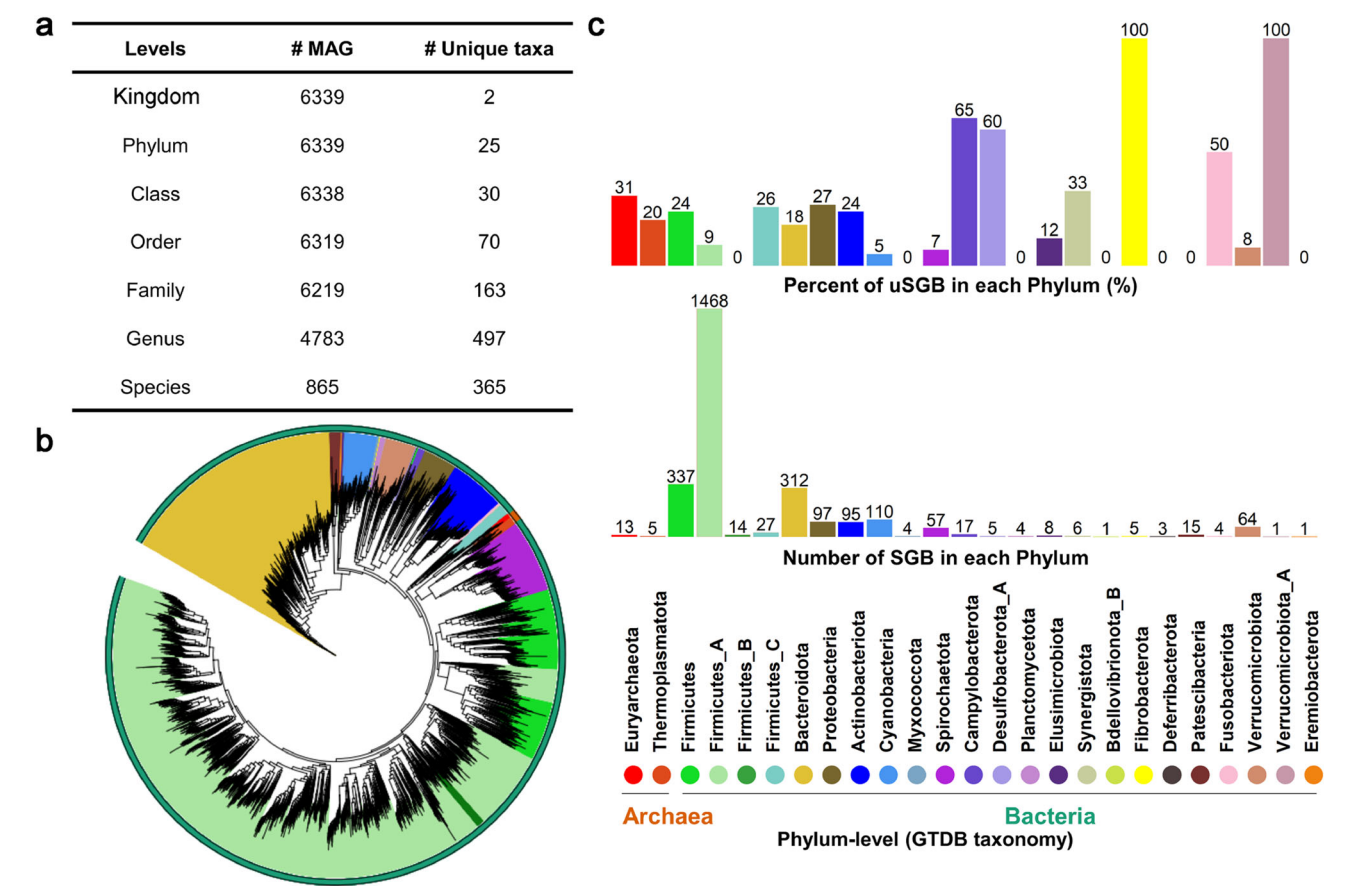 a
Levels # MAG # Unique taxa
Kingdom 6339 2
Phylum 6339 25
Class 6338 30
Order 6319 70
Family 6219 163
Genus 4783 497
Species 865 365
b
c
31 20 24 9 0 26 18 27 24 5 0 7 65 60 0 12 33 0 100 0 0 50 8 100 0
Percent of uSGB in each Phylum (%)
13 5 337 1468 14 27 312 97 95 110 4 57 17 5 4 8 6 1 5 3 15 4 64 1 1
Number of SGB in each Phylum
Euryarchaeota
Thermoplasmatota
Firmicutes
Firmicutes_A
Firmicutes_B
Firmicutes_C
Bacteroidota
Proteobacteria
Actinobacteriota
Cyanobacteria
Myxococcota
Spirochaetota
Campylobacterota
Desulfobacterota_A
Planctomycetota
Elusimicrobiota
Synergistota
Bdellovibrionota_B
Fibrobacterota
Deferribacterota
Patescibacteria
Fusobacteriota
Verrucomicrobiota
Verrucomicrobiota_A
Eremiobacterota
Archaea Bacteria
Phylum-level (GTDB taxonomy)